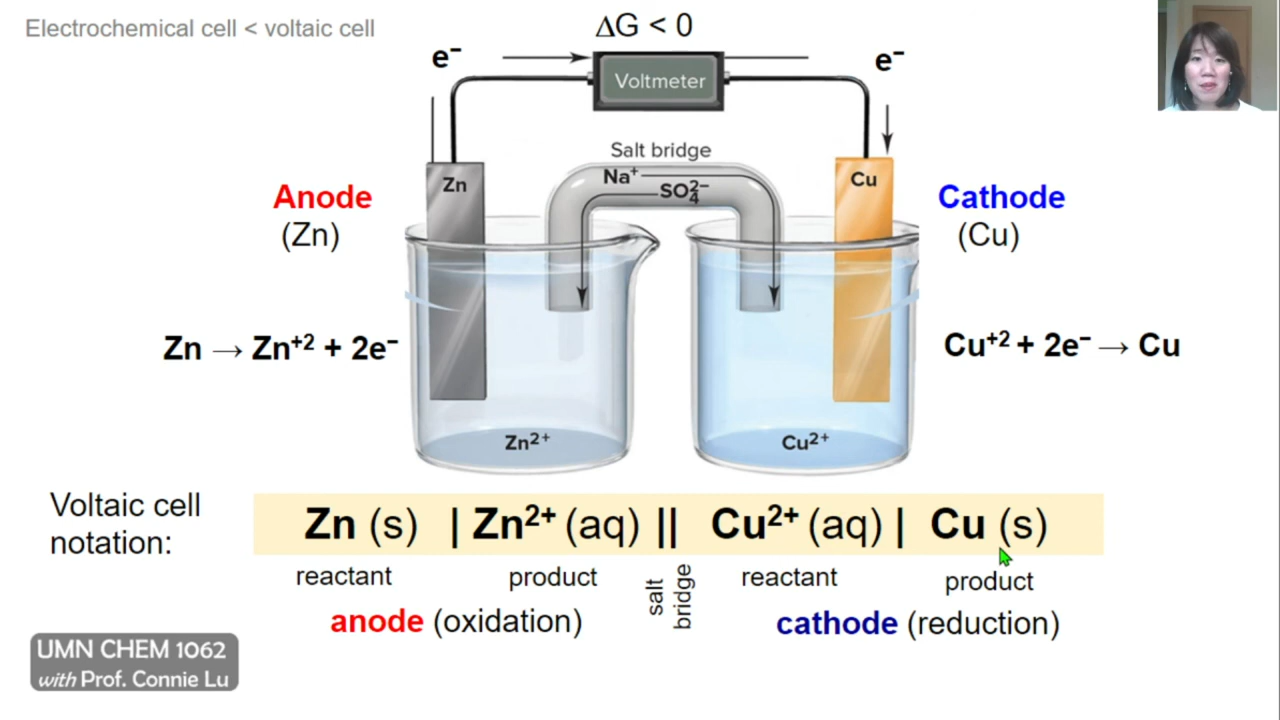 Electrochemical cell < voltaic cell
ΔG < 0
e⁻
Voltmeter
e⁻
Salt bridge
Na⁺
SO₄²⁻
Zn
Cu
Anode
(Zn)
Cathode
(Cu)
Zn → Zn⁺² + 2e⁻
Cu⁺² + 2e⁻ → Cu
Zn²⁺
Cu²⁺
Voltaic cell
notation:
Zn (s) | Zn²⁺ (aq) || Cu²⁺ (aq) | Cu (s)
reactant
product
salt
bridge
reactant
product
anode (oxidation)
cathode (reduction)
UMN CHEM 1062
with Prof. Connie Lu